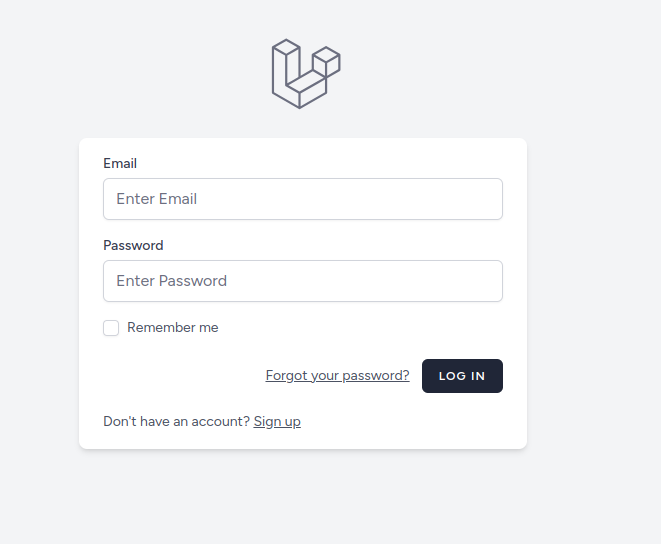 Email
Enter Email
Password
Enter Password
Remember me
Forgot your password? LOG IN
Don't have an account? Sign up